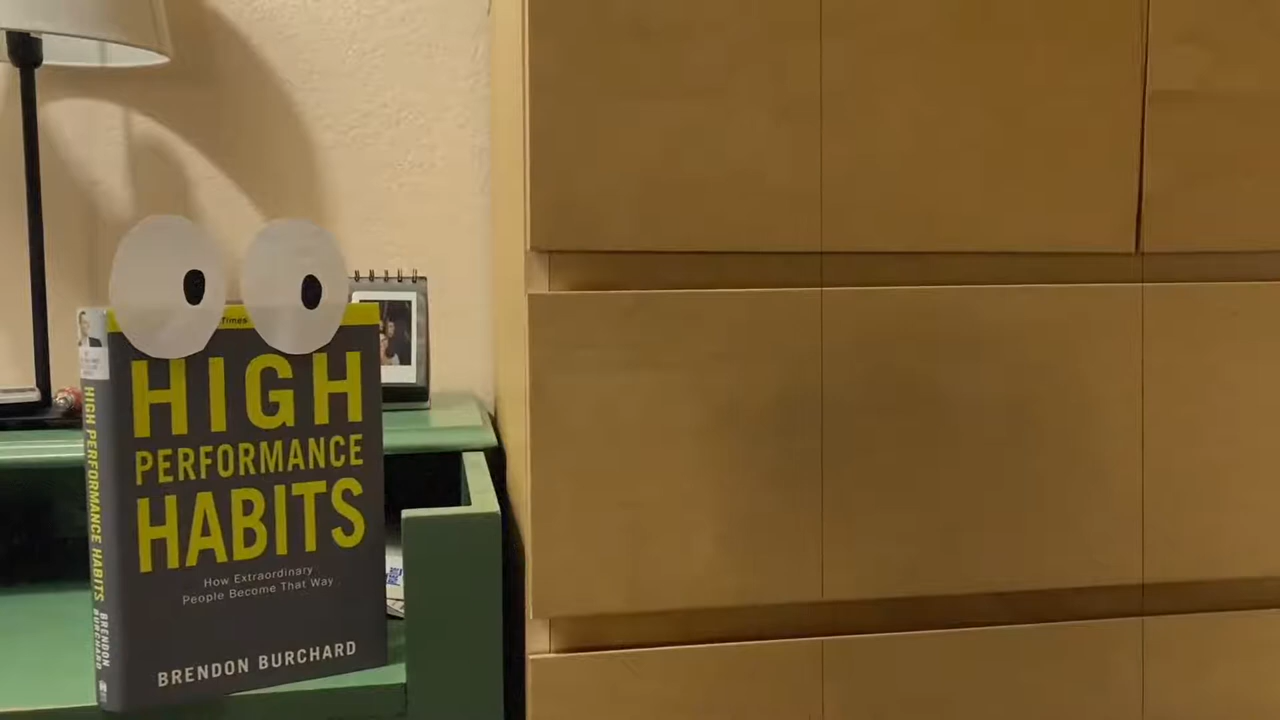 Times
HIGH
PERFORMANCE
HABITS
How Extraordinary
People Become That Way
BRENDON BURCHARD
HIGH PERFORMANCE HABITS
BRENDON
BURCHARD